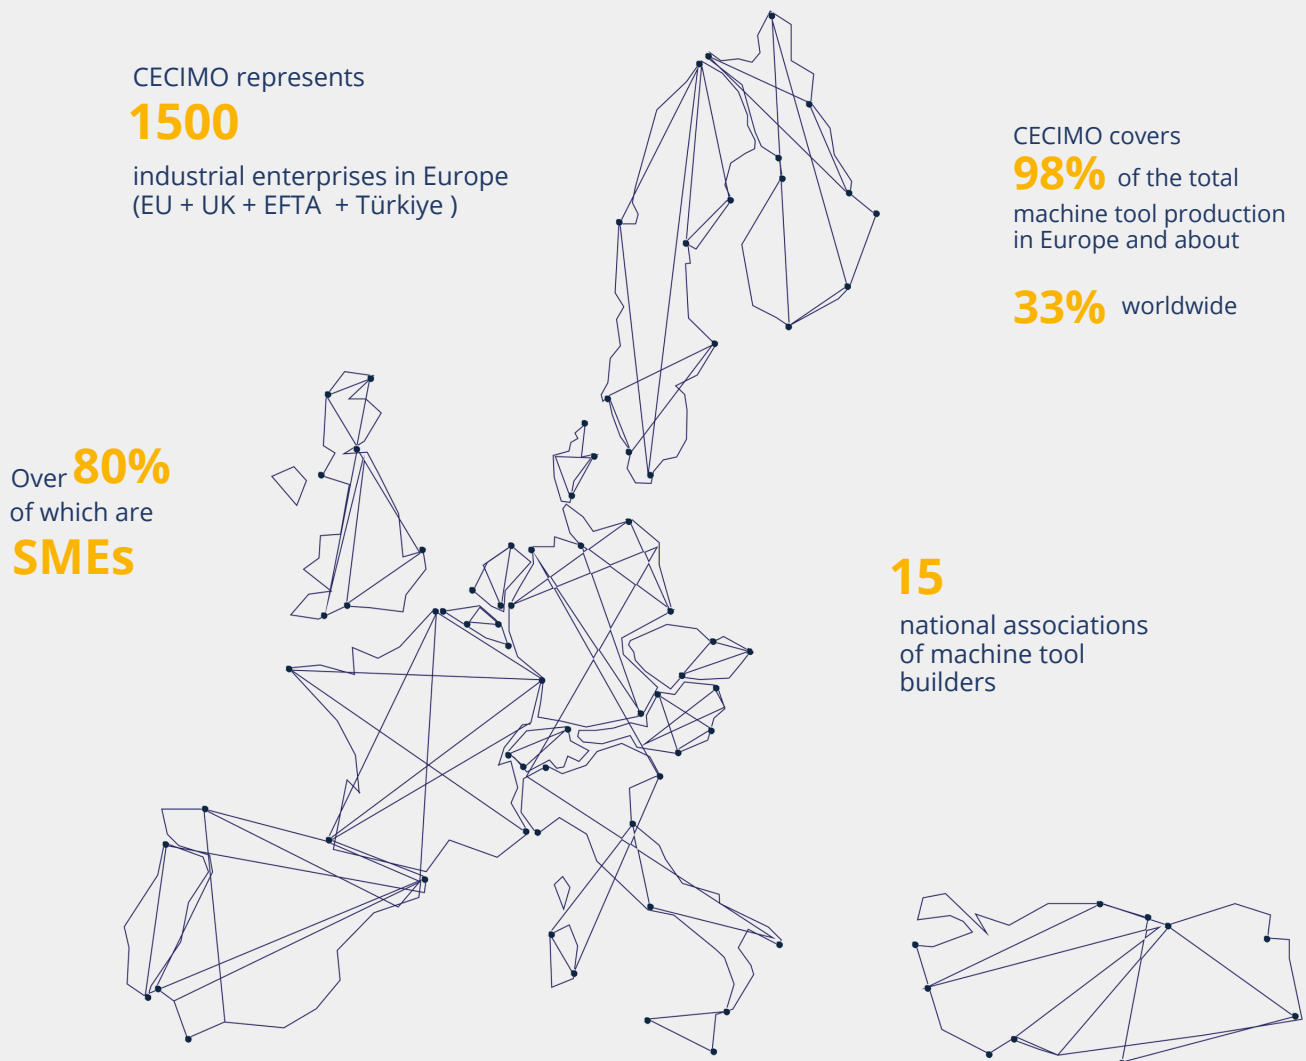 CECIMO represents
1500
industrial enterprises in Europe
(EU + UK + EFTA + Türkiye )
CECIMO covers
98% of the total
machine tool production
in Europe and about
33% worldwide
Over 80%
of which are
SMEs
15
national associations
of machine tool
builders